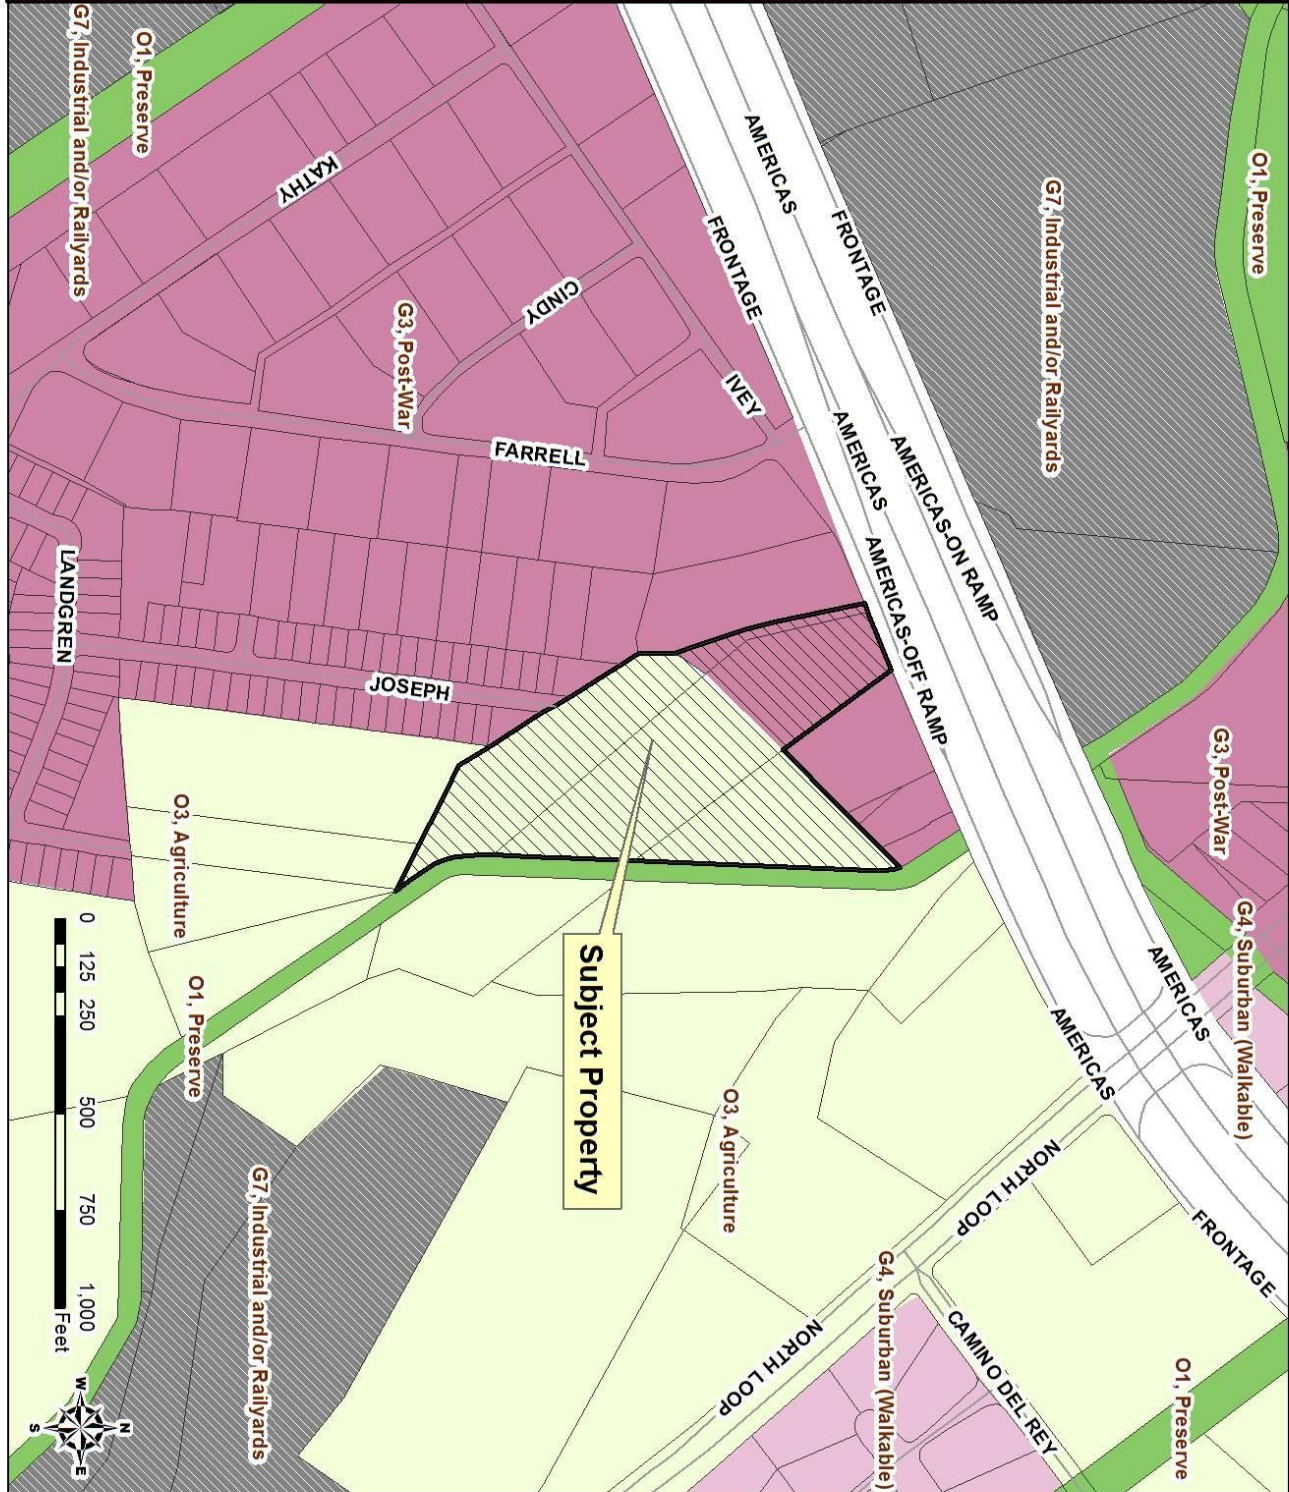 G7, Industrial and/or Railyards
O1, Preserve
KATHY
G3, Post-War
CINDY
IVEY
FARRELL
LANDGREN
JOSEPH
AMERICAS
FRONTAGE
FRONTAGE
AMERICAS
AMERICAS-ON RAMP
AMERICAS-OFF RAMP
G7, Industrial and/or Railyards
O1, Preserve
G3, Post-War
G4, Suburban (Walkable)
AMERICAS
AMERICAS
FRONTAGE
NORTH LOOP
NORTH LOOP
CAMINO DEL REY
O1, Preserve
G4, Suburban (Walkable)
O3, Agriculture
Subject Property
O3, Agriculture
O1, Preserve
G7, Industrial and/or Railyards
0 125 250 500 750 1,000
Feet
N
W
E
S